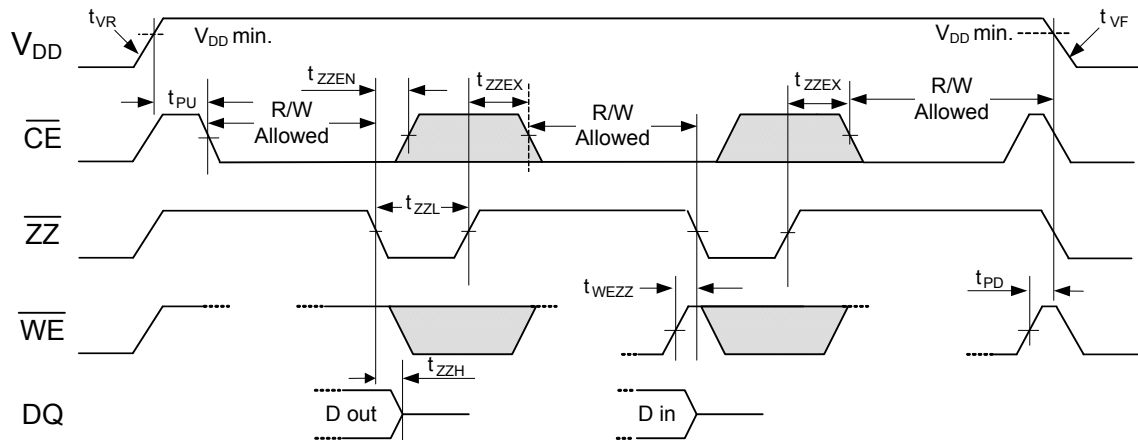 tVR
VDD min.
VDD min.
tVF
VDD
tZZEN
tZZEX
tZZEX
tPU
R/W
Allowed
R/W
Allowed
R/W
Allowed
CE
tZZL
ZZ
tWEZZ
tPD
WE
tZZH
D out
D in
DQ